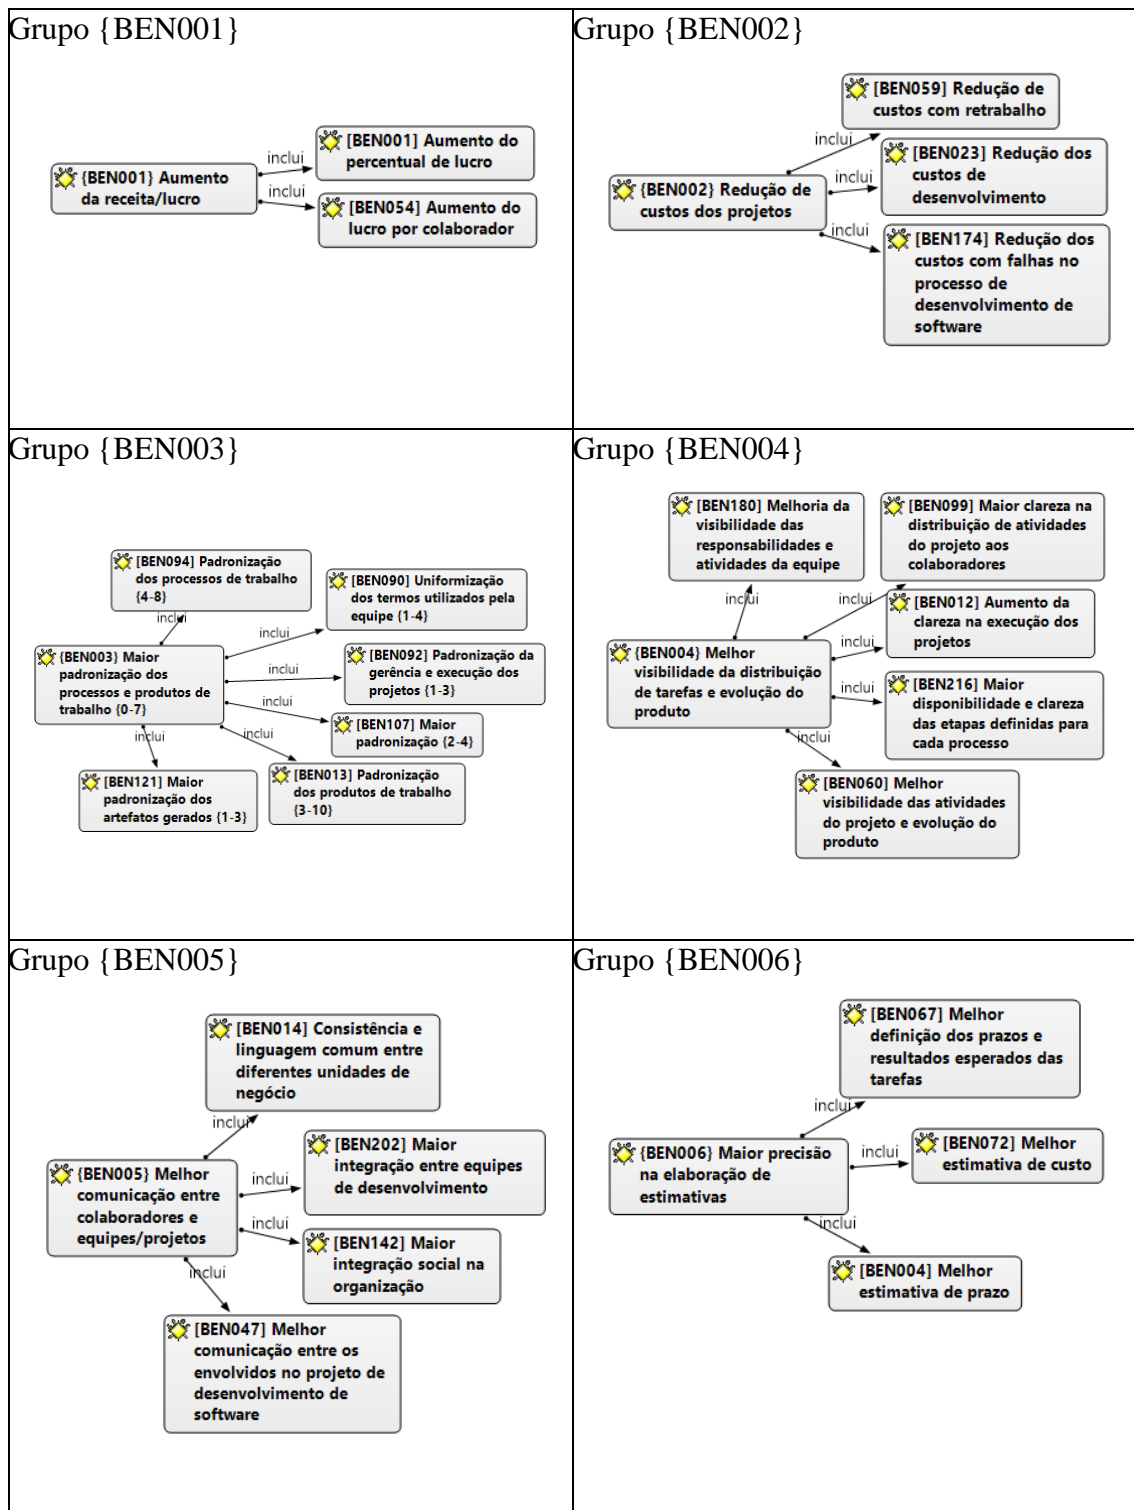 Grupo {BEN001}
[BEN001] Aumento do
percentual de lucro
inclui
{BEN001} Aumento
da receita/lucro
inclui
[BEN054] Aumento do
lucro por colaborador
Grupo {BEN002}
[BEN059] Redução de
custos com retrabalho
inclui
[BEN023] Redução dos
custos de
desenvolvimento
inclui
{BEN002} Redução de
custos dos projetos
inclui
[BEN174] Redução dos
custos com falhas no
processo de
desenvolvimento de
software
Grupo {BEN003}
[BEN094] Padronização
dos processos de trabalho
{4-8}
inclui
[BEN090] Uniformização
dos termos utilizados pela
equipe {1-4}
inclui
{BEN003} Maior
padronização dos
processos e produtos de
trabalho {0-7}
inclui
[BEN092] Padronização da
gerência e execução dos
projetos {1-3}
inclui
[BEN107] Maior
padronização {2-4}
inclui
inclui
[BEN121] Maior
padronização dos
artefatos gerados {1-3}
[BEN013] Padronização
dos produtos de trabalho
{3-10}
Grupo {BEN004}
[BEN180] Melhoria da
visibilidade das
responsabilidades e
atividades da equipe
[BEN099] Maior clareza na
distribuição de atividades
do projeto aos
colaboradores
inclui
inclui
[BEN012] Aumento da
clareza na execução dos
projetos
inclui
{BEN004} Melhor
visibilidade da distribuição
de tarefas e evolução do
produto
inclui
[BEN216] Maior
disponibilidade e clareza
das etapas definidas para
cada processo
inclui
[BEN060] Melhor
visibilidade das atividades
do projeto e evolução do
produto
Grupo {BEN005}
[BEN014] Consistência e
linguagem comum entre
diferentes unidades de
negócio
inclui
[BEN202] Maior
integração entre equipes
de desenvolvimento
inclui
{BEN005} Melhor
comunicação entre
colaboradores e
equipes/projetos
inclui
[BEN142] Maior
integração social na
organização
inclui
[BEN047] Melhor
comunicação entre os
envolvidos no projeto de
desenvolvimento de
software
Grupo {BEN006}
[BEN067] Melhor
definição dos prazos e
resultados esperados das
tarefas
inclui
{BEN006} Maior precisão
na elaboração de
estimativas
inclui
[BEN072] Melhor
estimativa de custo
inclui
[BEN004] Melhor
estimativa de prazo